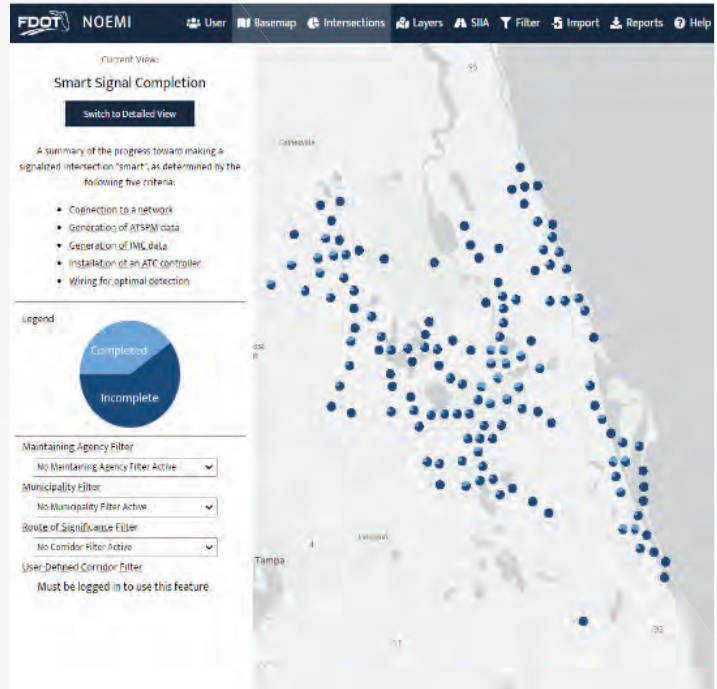 FDOT NOEMI User Basemap Intersections Layers SIIA Filter Import Reports Help
Current View:
Smart Signal Completion
Switch to Detailed View
A summary of the progress toward making a
signalized intersection "smart", as determined by the
following five criteria:
• Connection to a network
• Generation of ATSPM data
• Generation of IMC data
• Installation of an ATC controller
• Wiring for optimal detection
Legend
Completed
Incomplete
Maintaining Agency Filter
No Maintaining Agency Filter Active
Municipality Filter
No Municipality Filter Active
Route of Significance Filter
No Corridor Filter Active
User-Defined Corridor Filter
Must be logged in to use this feature
95
Gainesville
Tampa
4
Lakeland